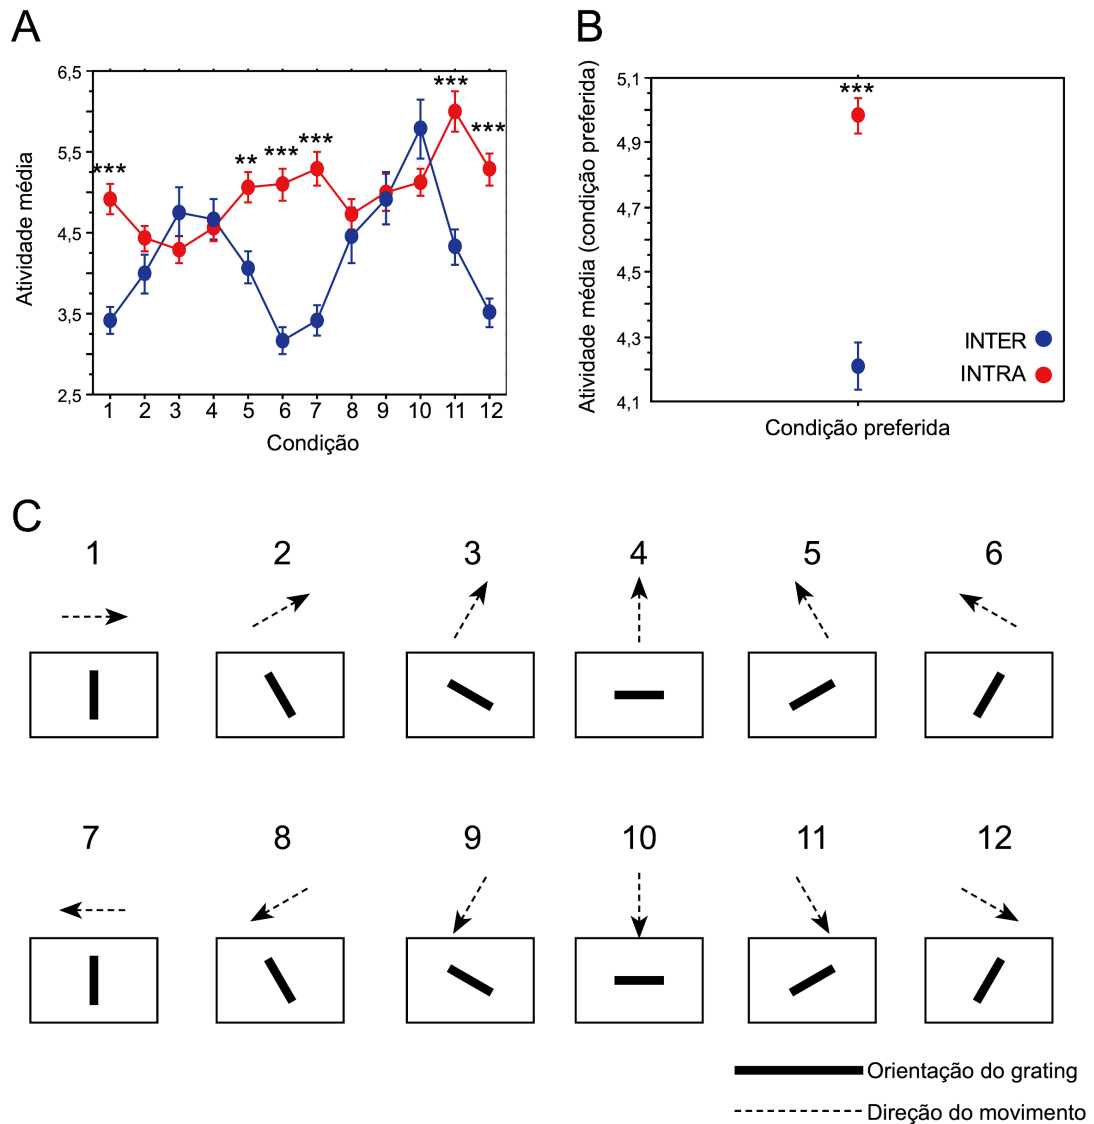 A
Atividade média
6,5
5,5
4,5
3,5
2,5
***
**
***
***
***
***
1 2 3 4 5 6 7 8 9 10 11 12
Condição
B
Atividade média (condição preferida)
5,1
4,9
4,7
4,5
4,3
4,1
***
INTER
INTRA
Condição preferida
C
1 2 3 4 5 6
7 8 9 10 11 12
Orientação do grating
Direção do movimento